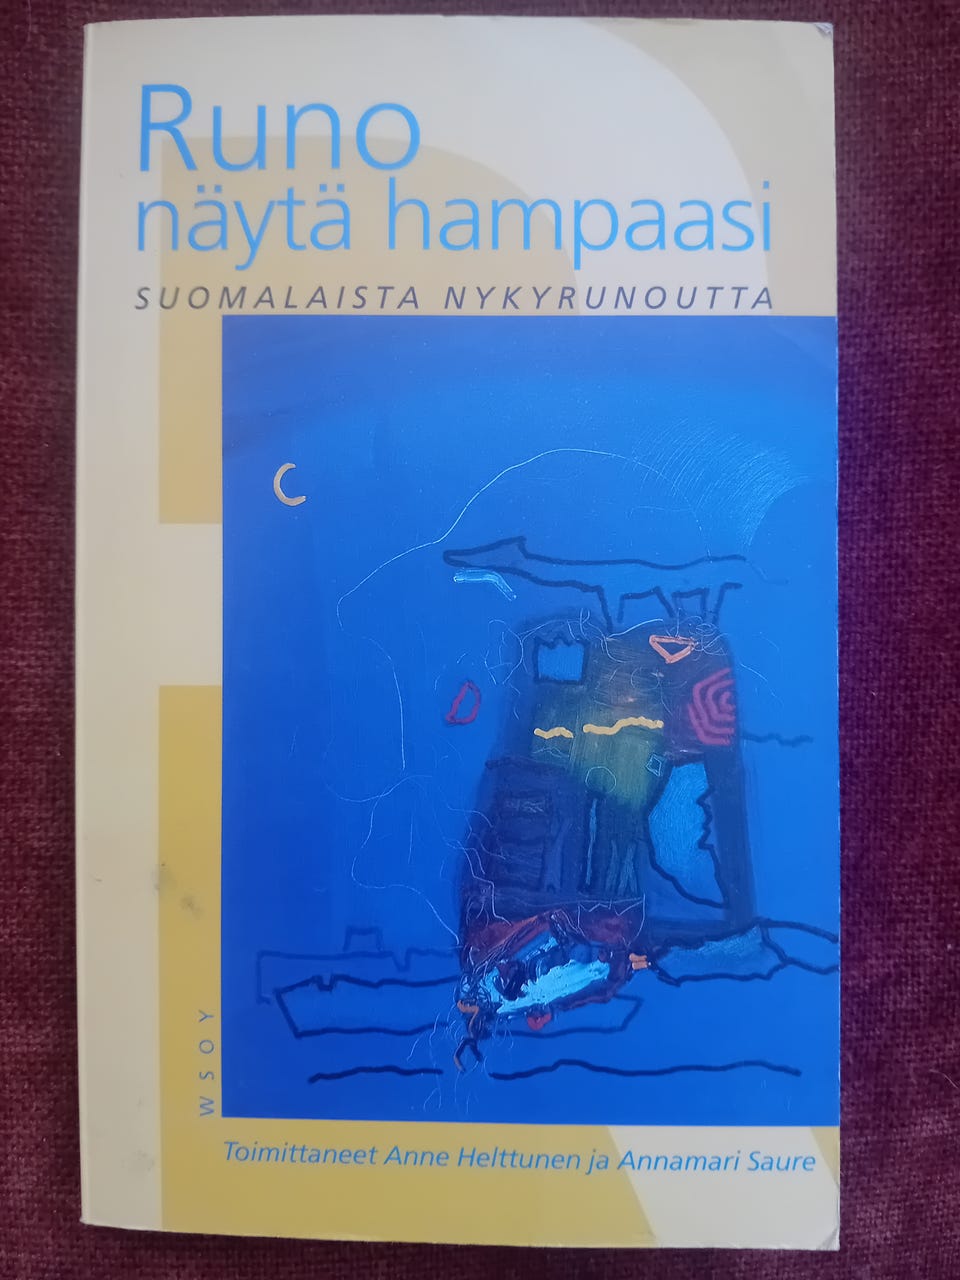 Runo
näytä hampaasi
SUOMALAISTA NYKYRUNOUTTA
WSOY
Toimittaneet Anne Helttunen ja Annamari Saure